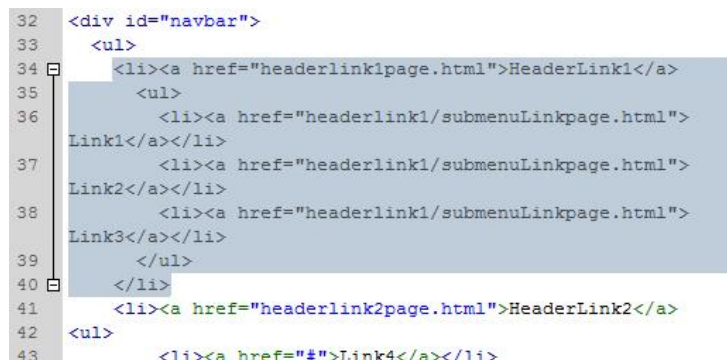 32 <div id="navbar">
33 <ul>
34 <li><a href="headerlink1page.html">HeaderLink1</a>
35 <ul>
36 <li><a href="headerlink1/submenuLinkpage.html">
Link1</a></li>
37 <li><a href="headerlink1/submenuLinkpage.html">
Link2</a></li>
38 <li><a href="headerlink1/submenuLinkpage.html">
Link3</a></li>
39 </ul>
40 </li>
41 <li><a href="headerlink2page.html">HeaderLink2</a>
42 <ul>
43 <li><a href="#">Link4</a></li>